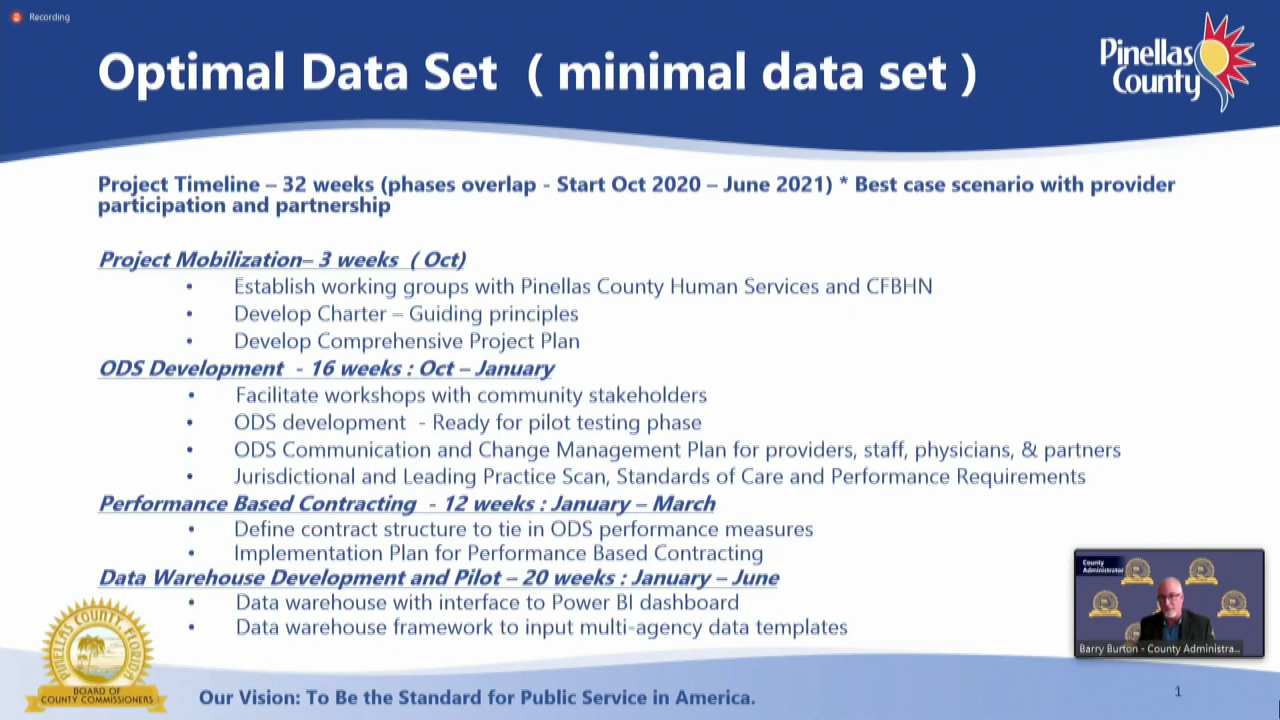 Recording
Optimal Data Set ( minimal data set )
Pinellas
County
Project Timeline – 32 weeks (phases overlap - Start Oct 2020 – June 2021) * Best case scenario with provider
participation and partnership
Project Mobilization– 3 weeks ( Oct)
• Establish working groups with Pinellas County Human Services and CFBHN
• Develop Charter – Guiding principles
• Develop Comprehensive Project Plan
ODS Development - 16 weeks : Oct – January
• Facilitate workshops with community stakeholders
• ODS development - Ready for pilot testing phase
• ODS Communication and Change Management Plan for providers, staff, physicians, & partners
• Jurisdictional and Leading Practice Scan, Standards of Care and Performance Requirements
Performance Based Contracting - 12 weeks : January – March
• Define contract structure to tie in ODS performance measures
• Implementation Plan for Performance Based Contracting
Data Warehouse Development and Pilot – 20 weeks : January – June
• Data warehouse with interface to Power BI dashboard
• Data warehouse framework to input multi-agency data templates
County
Administrator
Barry Burton - County Administra...
PINELLAS COUNTY, FLORIDA
BOARD OF
COUNTY COMMISSIONERS
Our Vision: To Be the Standard for Public Service in America.
1